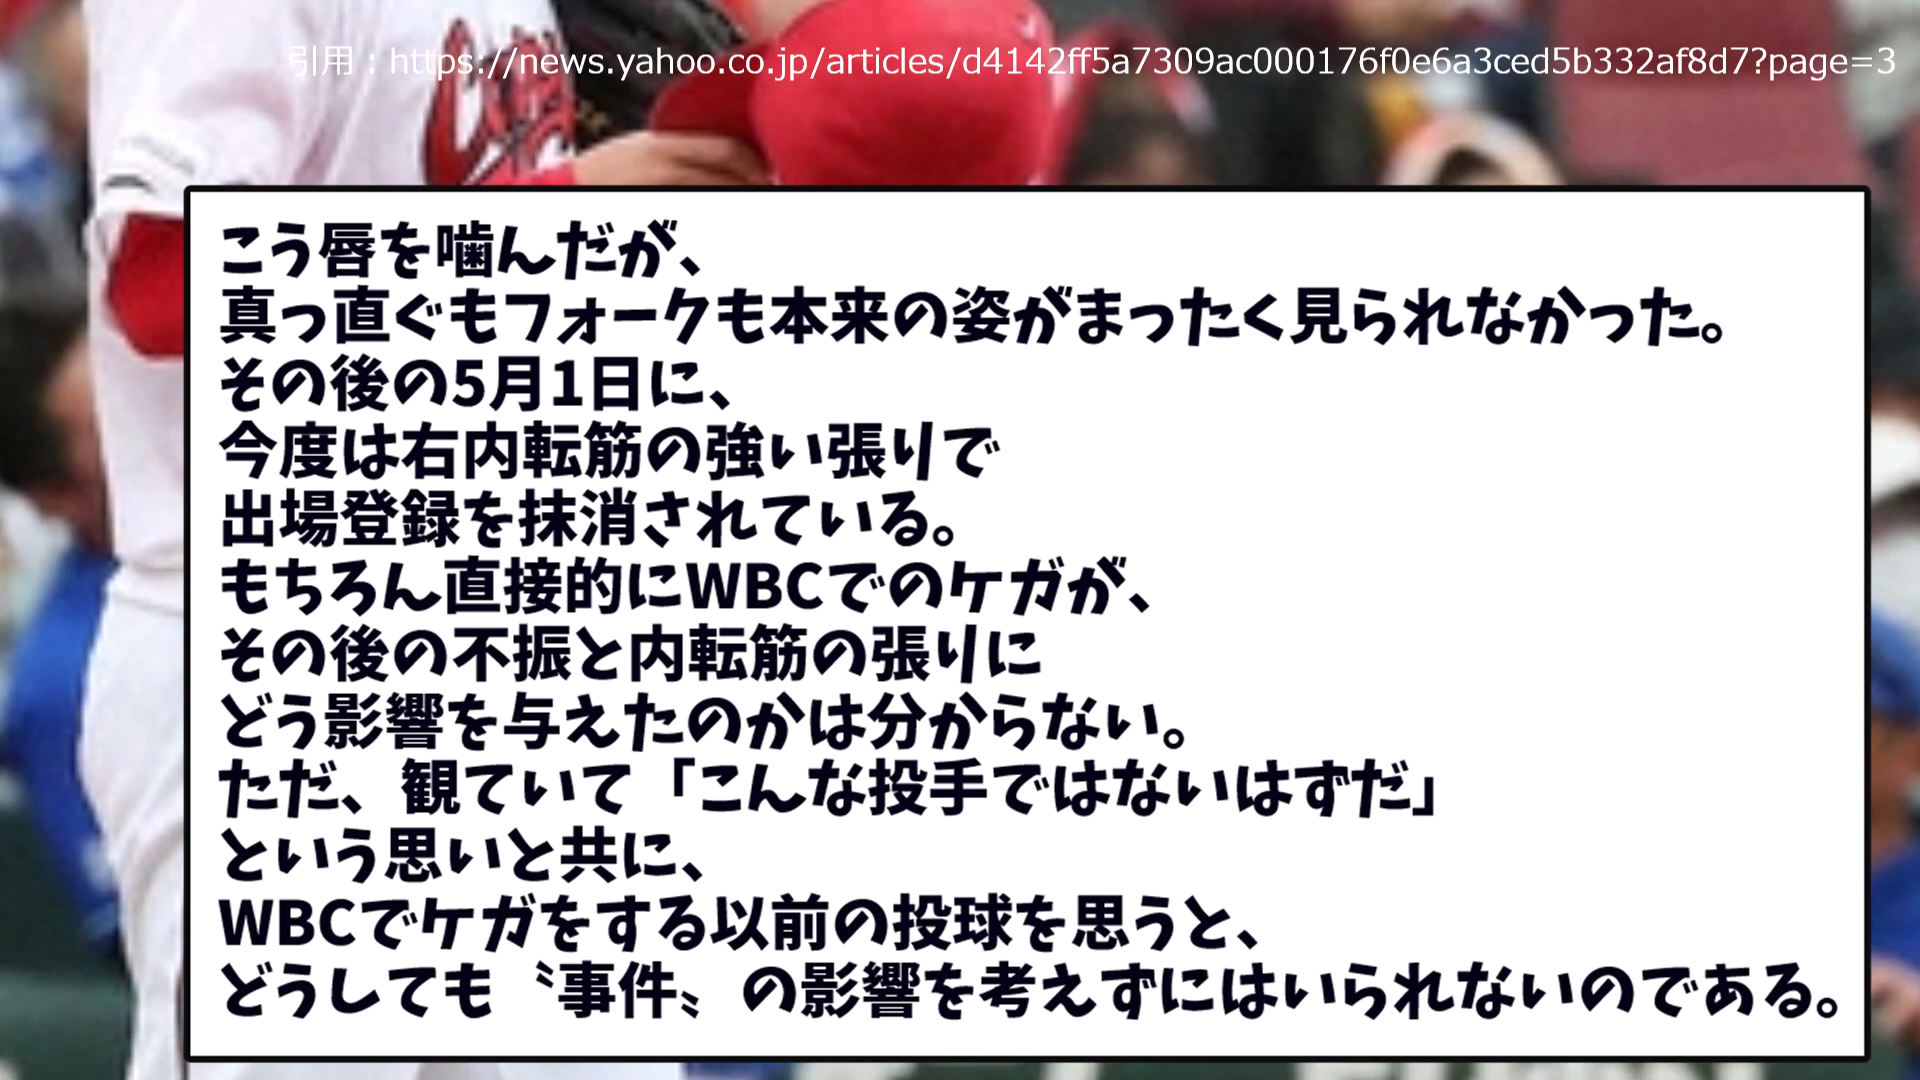 引用：https://news.yahoo.co.jp/articles/d4142ff5a7309ac000176f0e6a3ced5b332af8d7?page=3
こう唇を噛んだが、
真っ直ぐもフォークも本来の姿がまったく見られなかった。
その後の5月1日に、
今度は右内転筋の強い張りで
出場登録を抹消されている。
もちろん直接的にWBCでのケガが、
その後の不振と内転筋の張りに
どう影響を与えたのかは分からない。
ただ、観ていて「こんな投手ではないはずだ」
という思いと共に、
WBCでケガをする以前の投球を思うと、
どうしても〝事件〟の影響を考えずにはいられないのである。